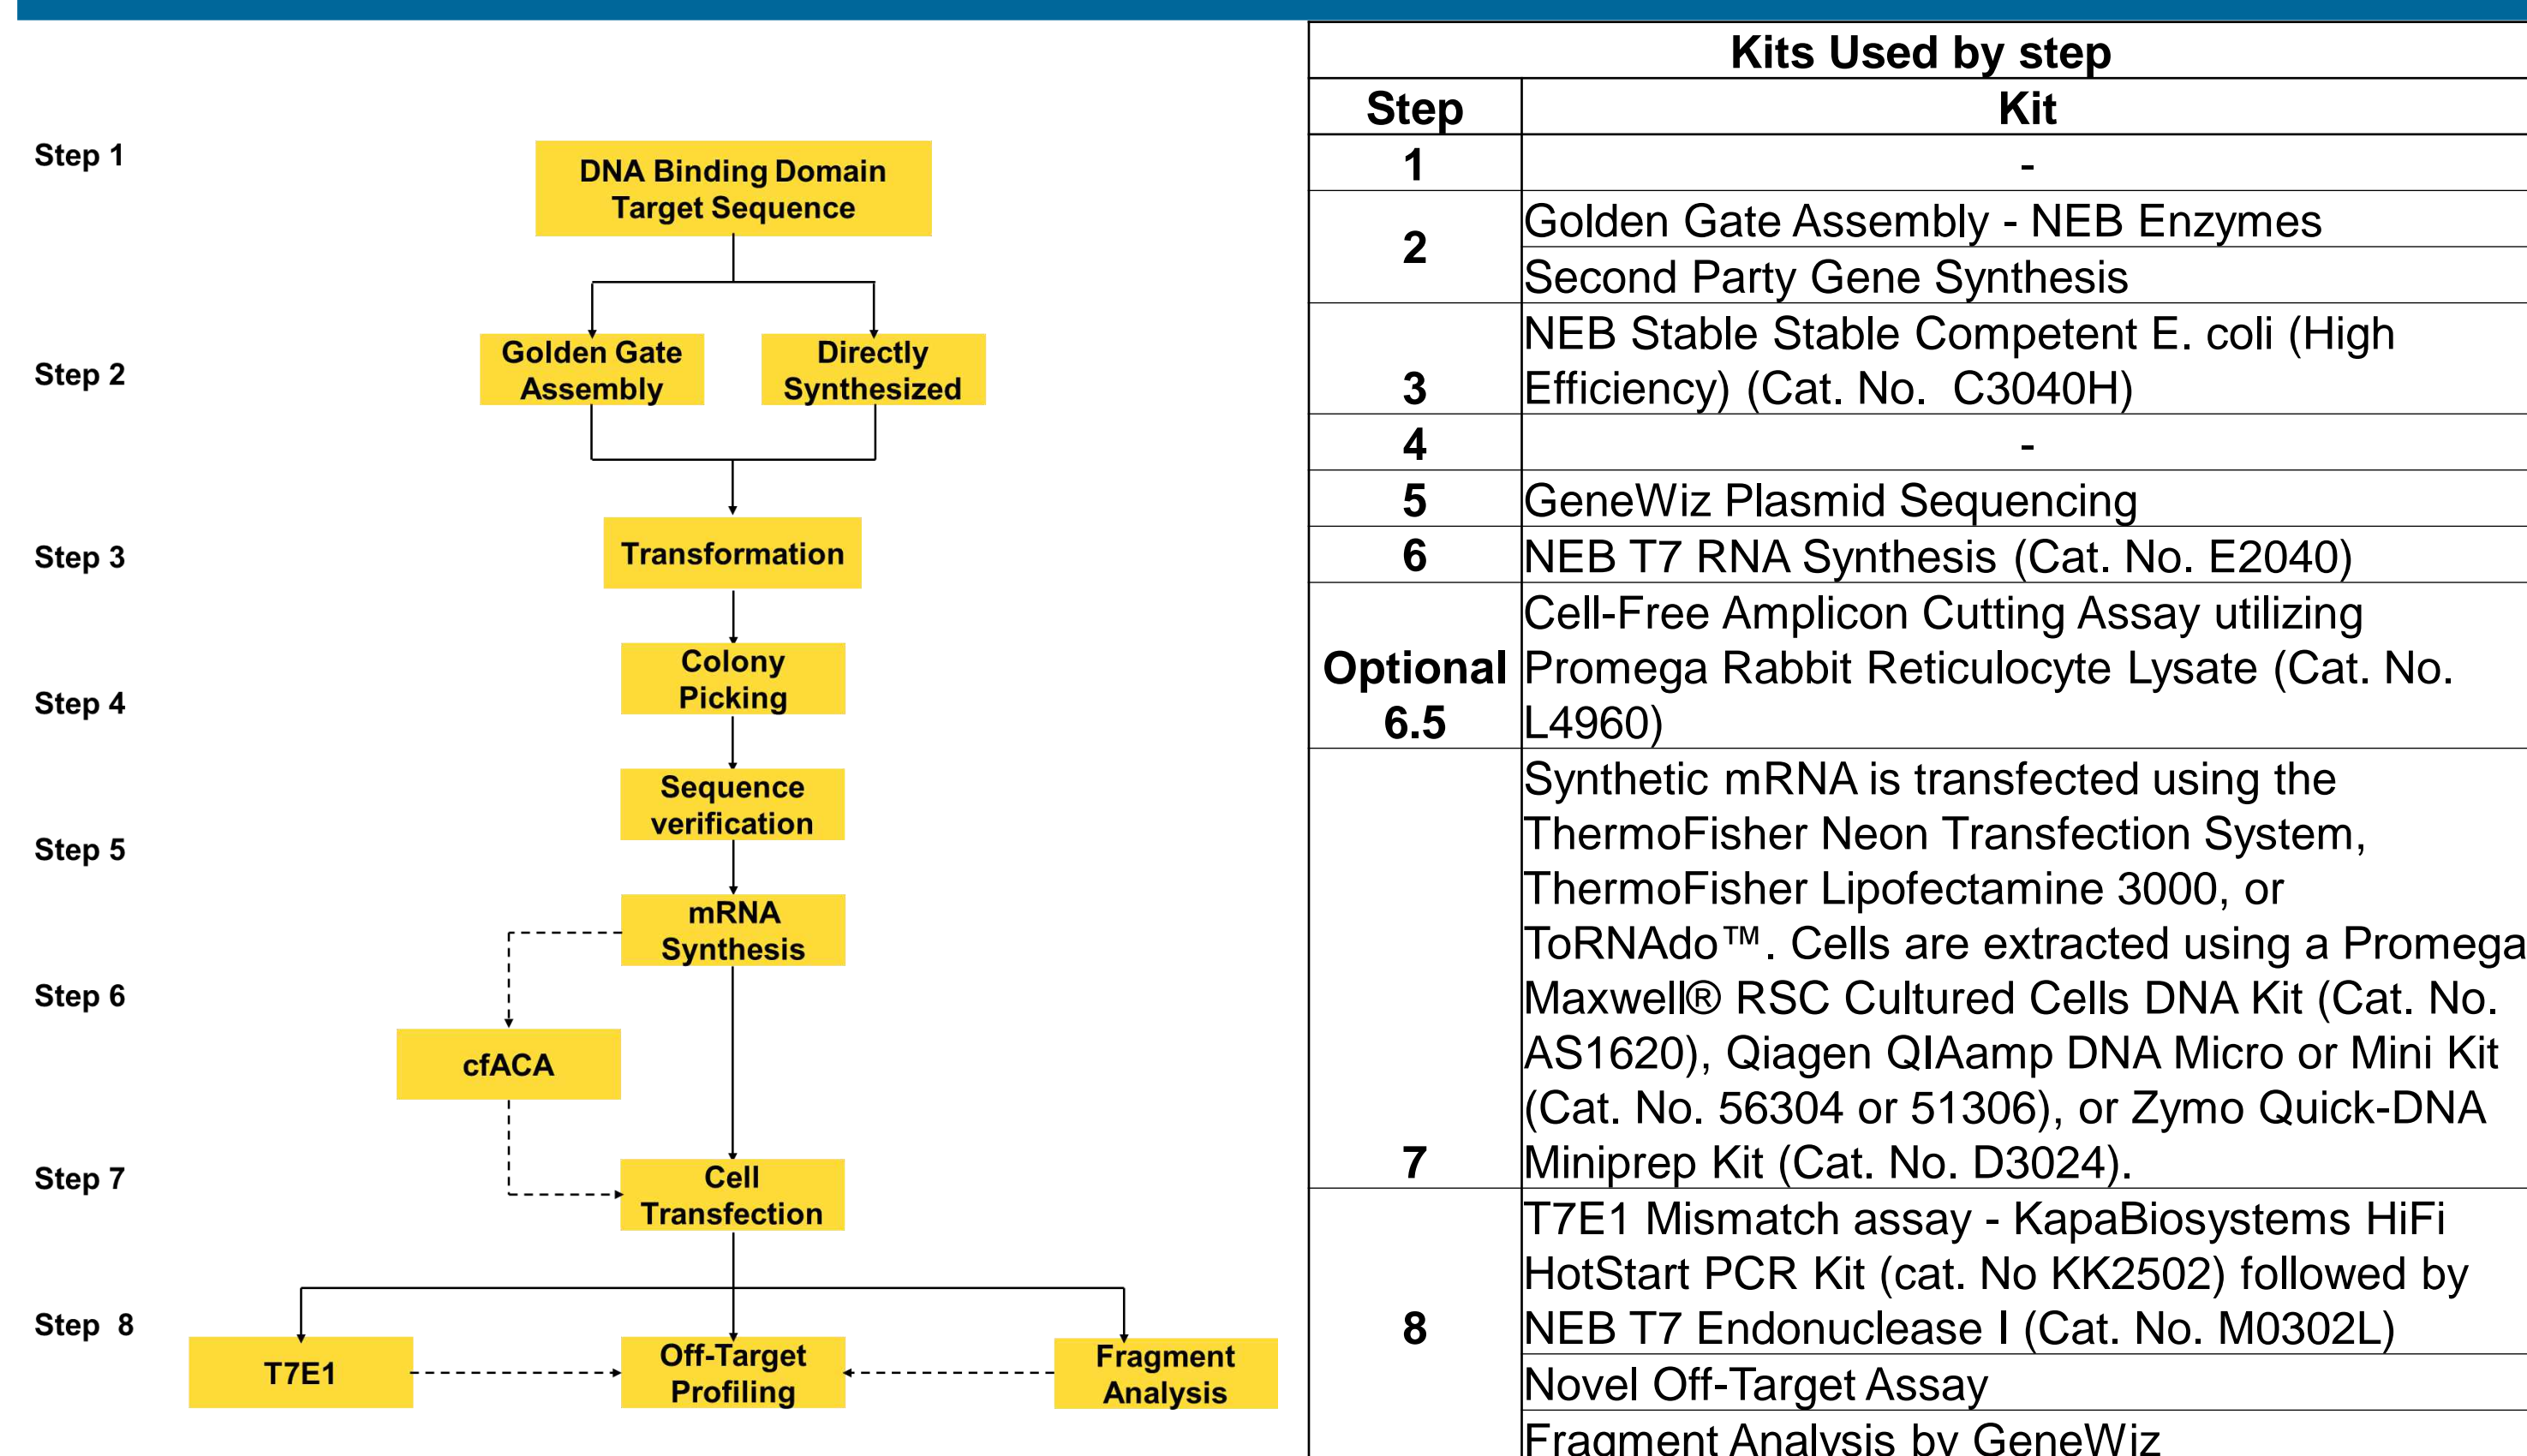 Step 1
DNA Binding Domain
Target Sequence
Step 2
Golden Gate
Assembly
Directly
Synthesized
Step 3
Transformation
Step 4
Colony
Picking
Step 5
Sequence
verification
mRNA
Synthesis
Step 6
cfACA
Step 7
Cell
Transfection
Step 8
T7E1
Off-Target
Profiling
Fragment
Analysis
Kits Used by step
Step
Kit
1
-
2
Golden Gate Assembly - NEB Enzymes
Second Party Gene Synthesis
3
NEB Stable Stable Competent E. coli (High
Efficiency) (Cat. No. C3040H)
4
-
5
GeneWiz Plasmid Sequencing
6
NEB T7 RNA Synthesis (Cat. No. E2040)
Optional
6.5
Cell-Free Amplicon Cutting Assay utilizing
Promega Rabbit Reticulocyte Lysate (Cat. No.
L4960)
7
Synthetic mRNA is transfected using the
ThermoFisher Neon Transfection System,
ThermoFisher Lipofectamine 3000, or
ToRNAdo™. Cells are extracted using a Promega
Maxwell® RSC Cultured Cells DNA Kit (Cat. No.
AS1620), Qiagen QIAamp DNA Micro or Mini Kit
(Cat. No. 56304 or 51306), or Zymo Quick-DNA
Miniprep Kit (Cat. No. D3024).
8
T7E1 Mismatch assay - KapaBiosystems HiFi
HotStart PCR Kit (cat. No KK2502) followed by
NEB T7 Endonuclease I (Cat. No. M0302L)
Novel Off-Target Assay
Fragment Analysis by GeneWiz